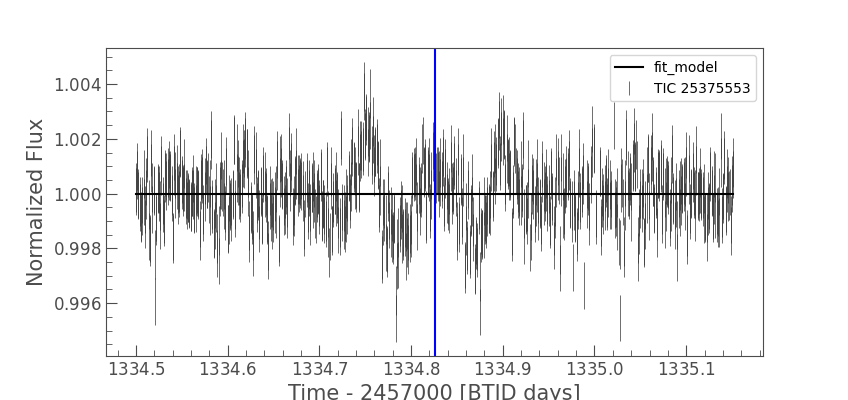 fit_model
TIC 25375553
1.004
1.002
1.000
0.998
0.996
Normalized Flux
1334.5 1334.6 1334.7 1334.8 1334.9 1335.0 1335.1
Time - 2457000 [BTJD days]